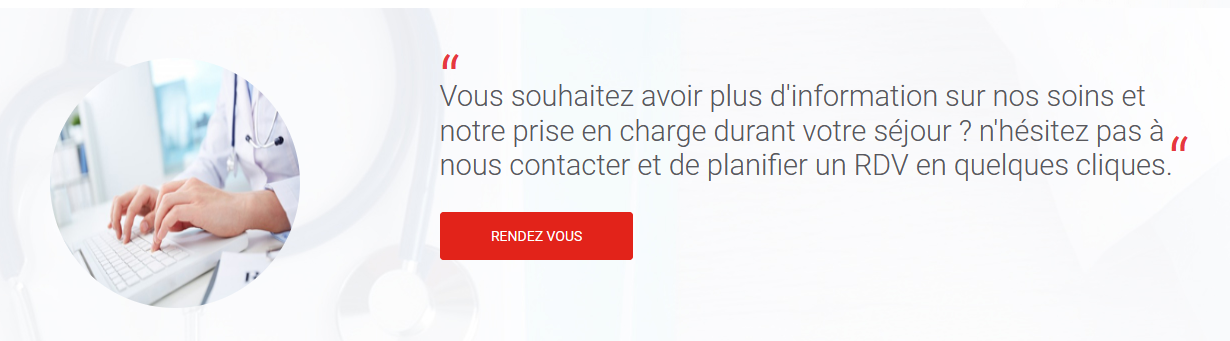 “
Vous souhaitez avoir plus d'information sur nos soins et
notre prise en charge durant votre séjour ? n'hésitez pas à
nous contacter et de planifier un RDV en quelques cliques. “
RENDEZ VOUS